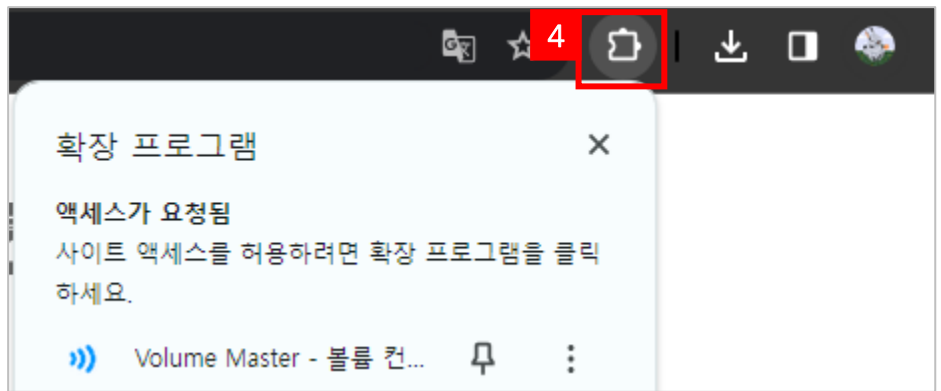 4
확장 프로그램
액세스가 요청됨
사이트 액세스를 허용하려면 확장 프로그램을 클릭
하세요.
Volume Master - 볼륨 컨...